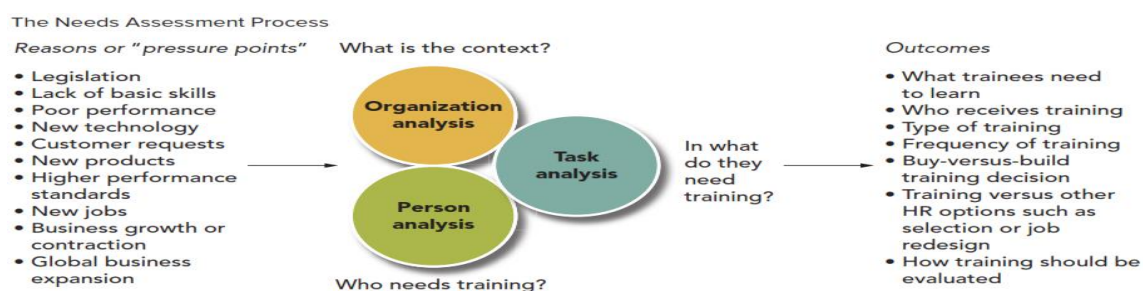 The Needs Assessment Process
Reasons or "pressure points"
• Legislation
• Lack of basic skills
• Poor performance
• New technology
• Customer requests
• New products
• Higher performance
standards
• New jobs
• Business growth or
contraction
• Global business
expansion
What is the context?
Organization
analysis
Task
analysis
Person
analysis
Who needs training?
In what
do they
need
training?
Outcomes
• What trainees need
to learn
• Who receives training
• Type of training
• Frequency of training
• Buy-versus-build
training decision
• Training versus other
HR options such as
selection or job
redesign
• How training should be
evaluated